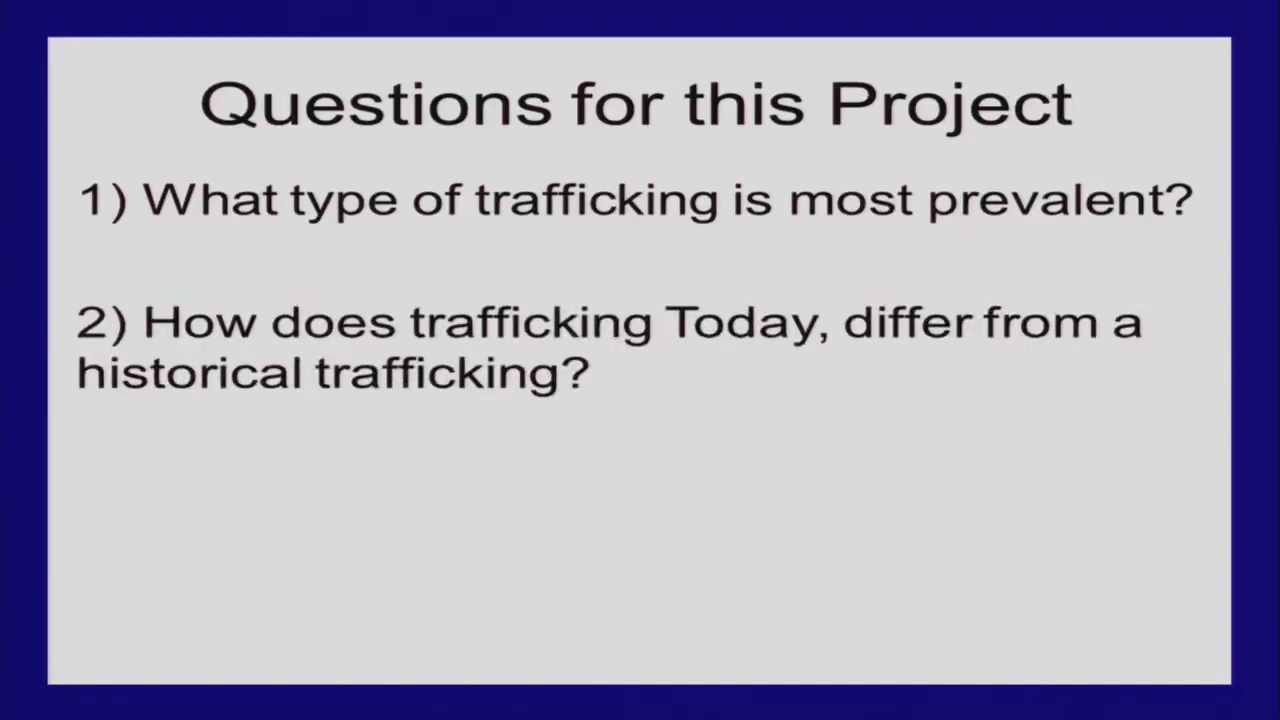 Questions for this Project
1) What type of trafficking is most prevalent?
2) How does trafficking Today, differ from a
historical trafficking?